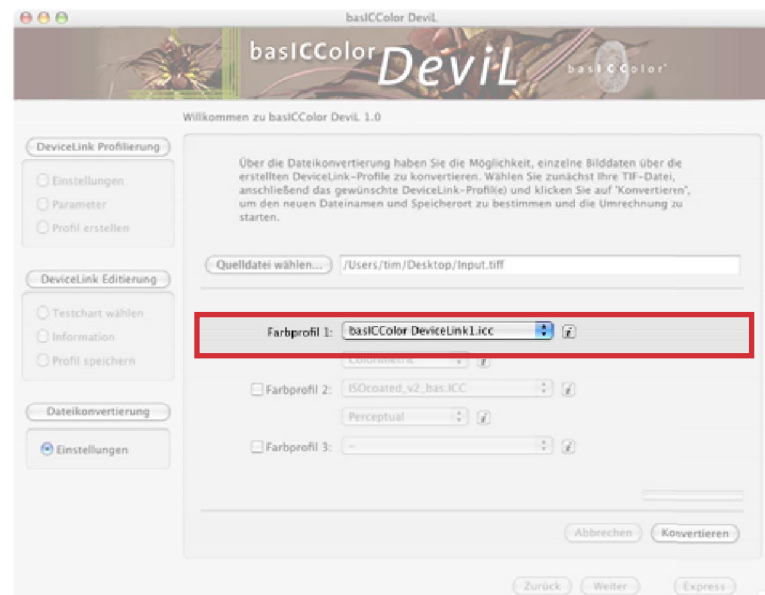 basICColor DeviL
basICColor DeviL
basICColor
Willkommen zu basICColor DeviL 1.0
DeviceLink Profilierung
Einstellungen
Parameter
Profil erstellen
DeviceLink Editierung
Testchart wählen
Information
Profil speichern
Dateikonvertierung
Einstellungen
Über die Dateikonvertierung haben Sie die Möglichkeit, einzelne Bilddaten über die
erstellten DeviceLink-Profile zu konvertieren. Wählen Sie zunächst Ihre TIF-Datei,
anschließend das gewünschte DeviceLink-Profil(e) und klicken Sie auf 'Konvertieren',
um den neuen Dateinamen und Speicherort zu bestimmen und die Umrechnung zu
starten.
Quelldatei wählen... /Users/tim/Desktop/Input.tiff
Farbprofil 1: basICColor DeviceLink1.icc i
Colorimetric i
Farbprofil 2: ISOcoated_v2_bas.ICC i
Perceptual i
Farbprofil 3: - i
Abbrechen Konvertieren
Zurück Weiter Express